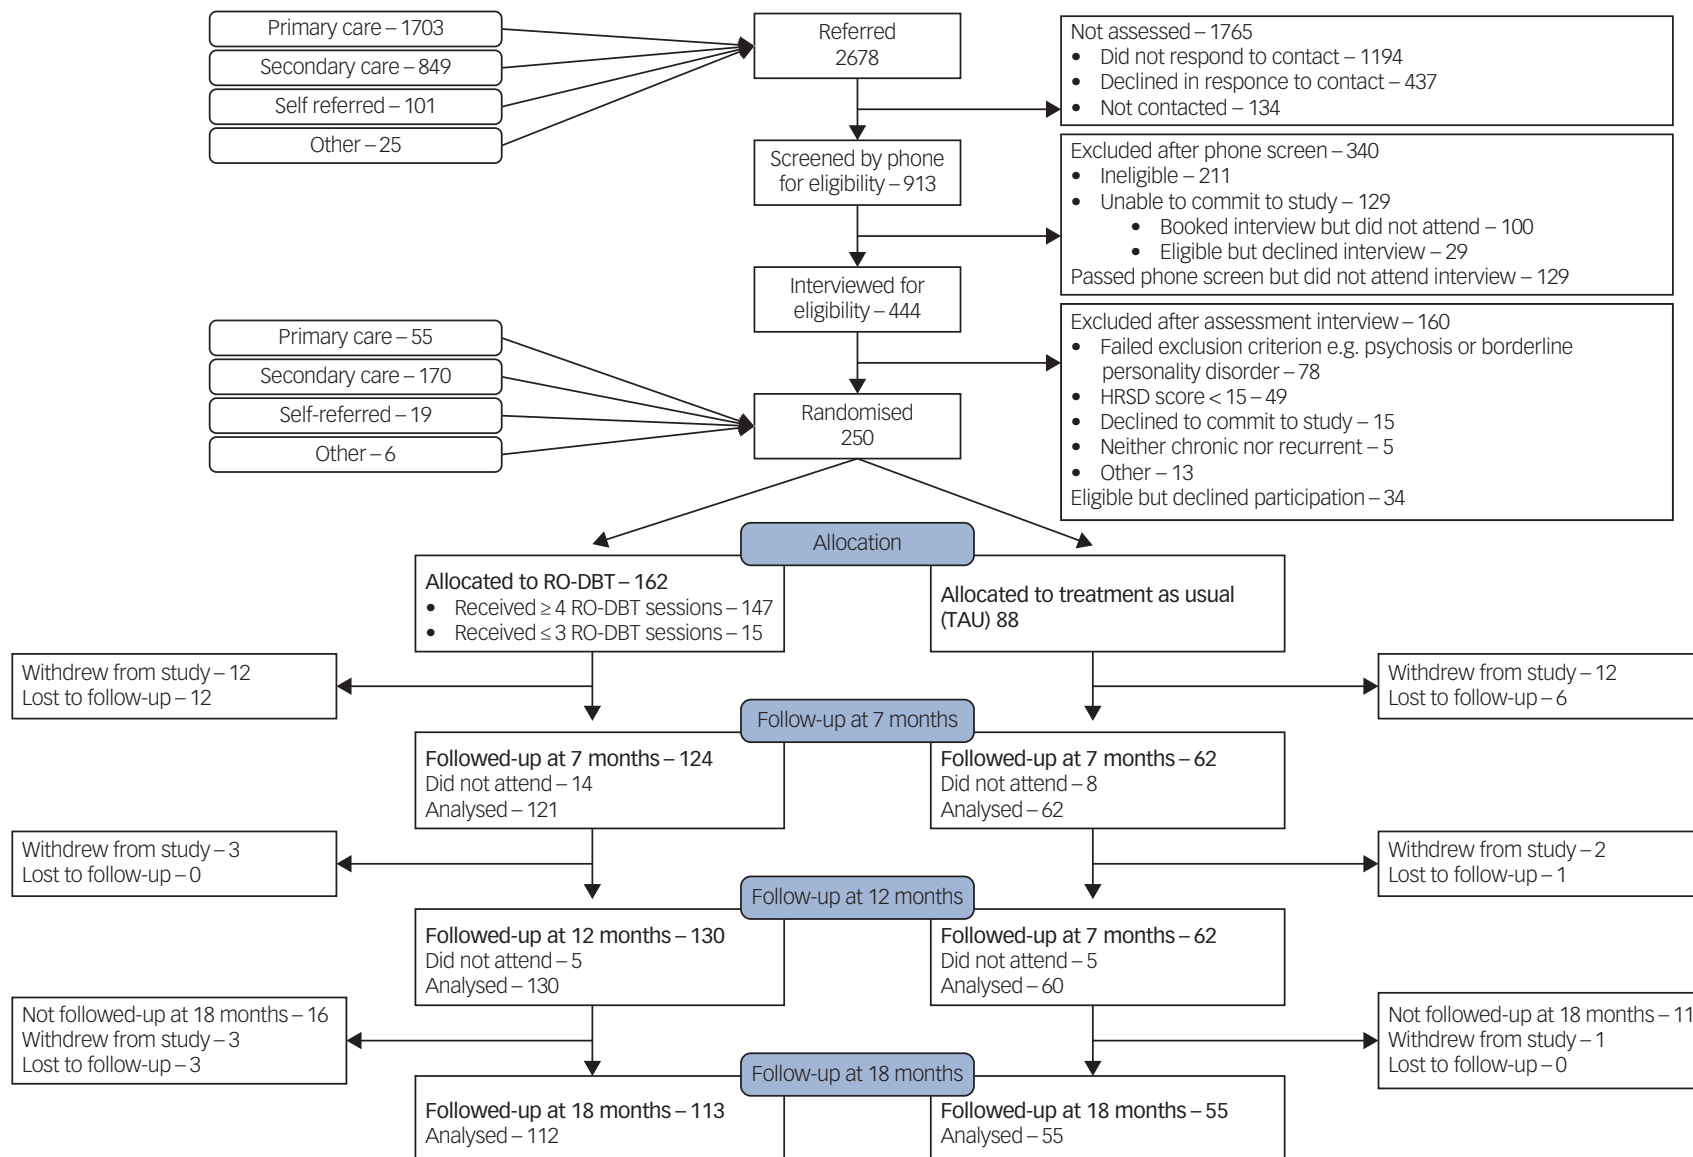 Primary care – 1703
Secondary care – 849
Self referred – 101
Other – 25
Referred
2678
Not assessed – 1765
• Did not respond to contact – 1194
• Declined in responce to contact – 437
• Not contacted – 134
Screened by phone
for eligibility – 913
Excluded after phone screen – 340
• Ineligible – 211
• Unable to commit to study – 129
• Booked interview but did not attend – 100
• Eligible but declined interview – 29
Passed phone screen but did not attend interview – 129
Interviewed for
eligibility – 444
Primary care – 55
Secondary care – 170
Self-referred – 19
Other – 6
Excluded after assessment interview – 160
• Failed exclusion criterion e.g. psychosis or borderline
personality disorder – 78
• HRSD score < 15 – 49
• Declined to commit to study – 15
• Neither chronic nor recurrent – 5
• Other – 13
Eligible but declined participation – 34
Randomised
250
Allocation
Allocated to RO-DBT – 162
• Received ≥ 4 RO-DBT sessions – 147
• Received ≤ 3 RO-DBT sessions – 15
Allocated to treatment as usual
(TAU) 88
Withdrew from study – 12
Lost to follow-up – 12
Withdrew from study – 12
Lost to follow-up – 6
Follow-up at 7 months
Followed-up at 7 months – 124
Did not attend – 14
Analysed – 121
Followed-up at 7 months – 62
Did not attend – 8
Analysed – 62
Withdrew from study – 3
Lost to follow-up – 0
Withdrew from study – 2
Lost to follow-up – 1
Follow-up at 12 months
Followed-up at 12 months – 130
Did not attend – 5
Analysed – 130
Followed-up at 7 months – 62
Did not attend – 5
Analysed – 60
Not followed-up at 18 months – 16
Withdrew from study – 3
Lost to follow-up – 3
Not followed-up at 18 months – 11
Withdrew from study – 1
Lost to follow-up – 0
Follow-up at 18 months
Followed-up at 18 months – 113
Analysed – 112
Followed-up at 18 months – 55
Analysed – 55